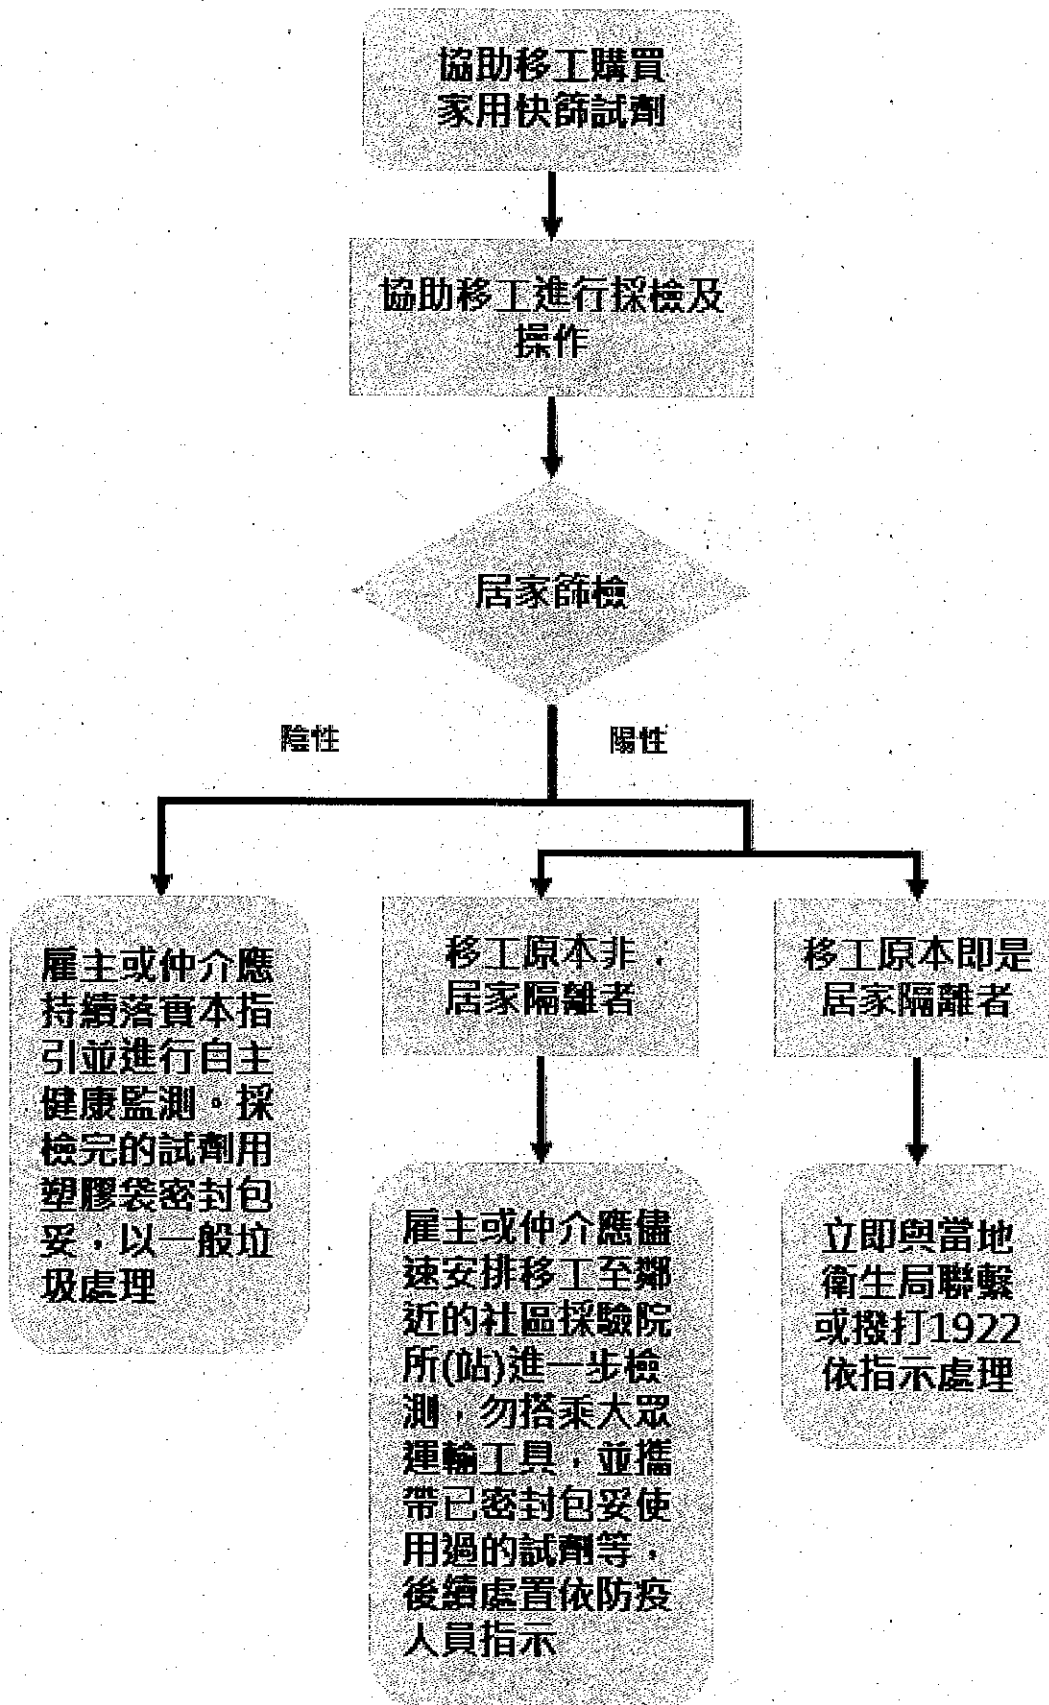 協助移工購買
家用快篩試劑
協助移工進行採檢及
操作
居家篩檢
陰性
陽性
雇主或仲介應
持續落實本指
引並進行自主
健康監測。採
檢完的試劑用
塑膠袋密封包
妥，以一般垃
圾處理
移工原本非
居家隔離者
移工原本即是
居家隔離者
雇主或仲介應儘
速安排移工至鄰
近的社區採驗院
所(站)進一步檢
測，勿搭乘大眾
運輸工具，並攜
帶已密封包妥使
用過的試劑等，
後續處置依防疫
人員指示
立即與當地
衛生局聯繫
或撥打1922
依指示處理